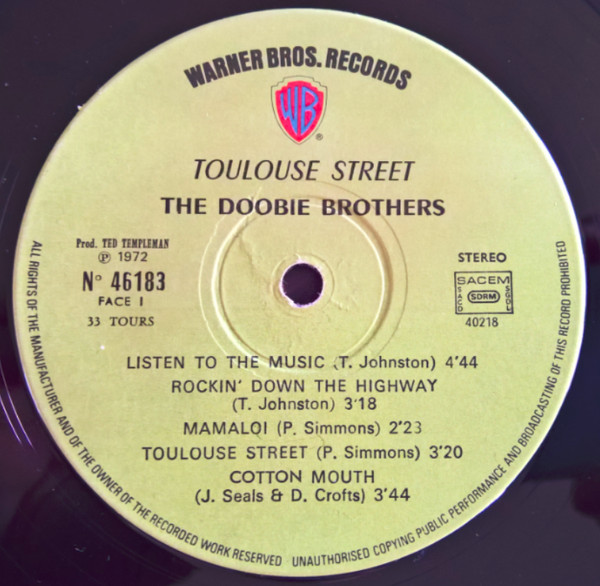 WARNER BROS. RECORDS
WB
®
TOULOUSE STREET
THE DOOBIE BROTHERS
Prod. TED TEMPLEMAN
℗ 1972
Nº 46183
FACE 1
33 TOURS
STEREO
SACEM
SACD SDRM SGDL
40218
LISTEN TO THE MUSIC (T. Johnston) 4'44
ROCKIN' DOWN THE HIGHWAY
(T. Johnston) 3'18
MAMALOI (P. Simmons) 2'23
TOULOUSE STREET (P. Simmons) 3'20
COTTON MOUTH
(J. Seals & D. Crofts) 3'44
ALL RIGHTS OF THE MANUFACTURER AND OF THE OWNER OF THE RECORDED WORK RESERVED UNAUTHORISED COPYING PUBLIC PERFORMANCE AND BROADCASTING OF THIS RECORD PROHIBITED